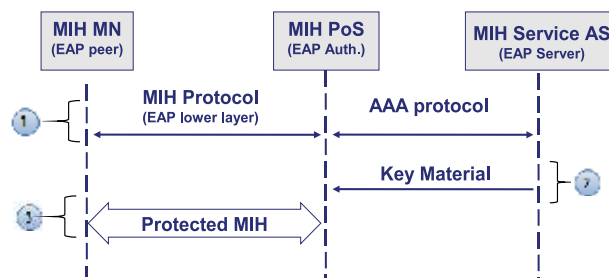 MIH MN
(EAP peer)
MIH PoS
(EAP Auth.)
MIH Service AS
(EAP Server)
MIH Protocol
(EAP lower layer)
AAA protocol
1
Key Material
Protected MIH